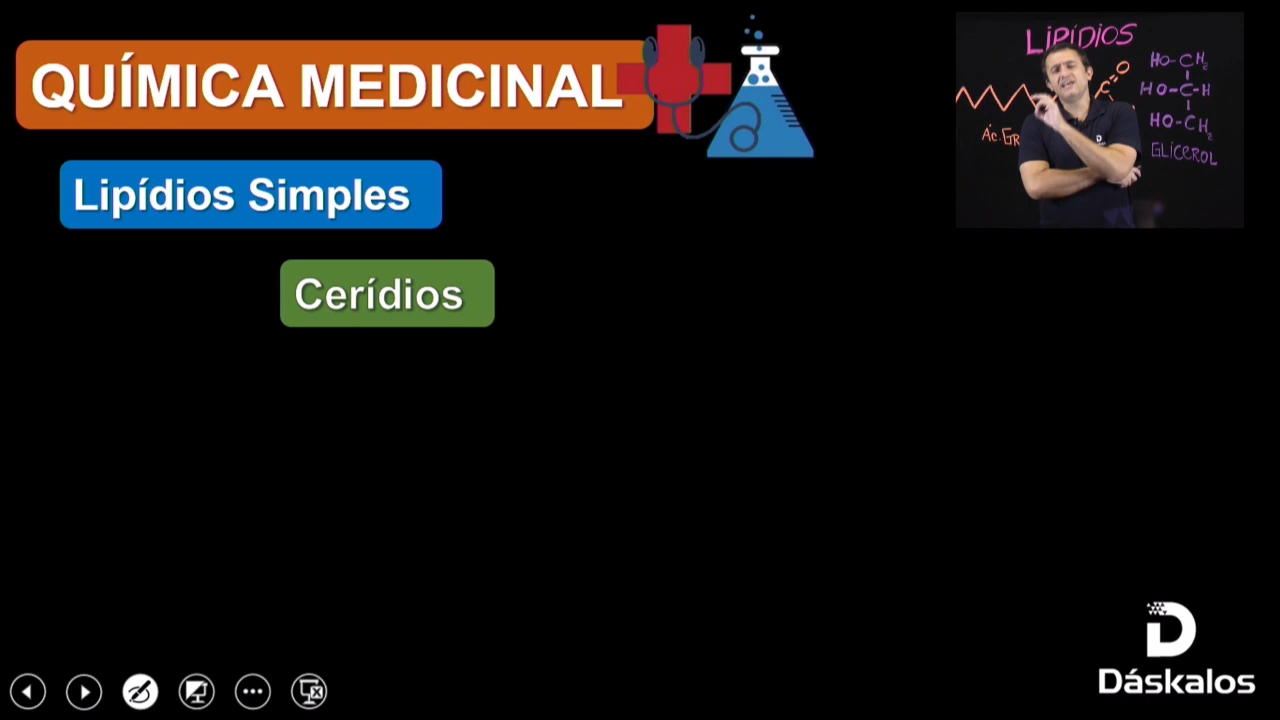 QUÍMICA MEDICINAL
Lipídios Simples
Cerídios
LIPÍDIOS
O
C
Ác. GR
HO-CH2
HO-C-H
HO-CH2
GLICEROL
Dáskalos